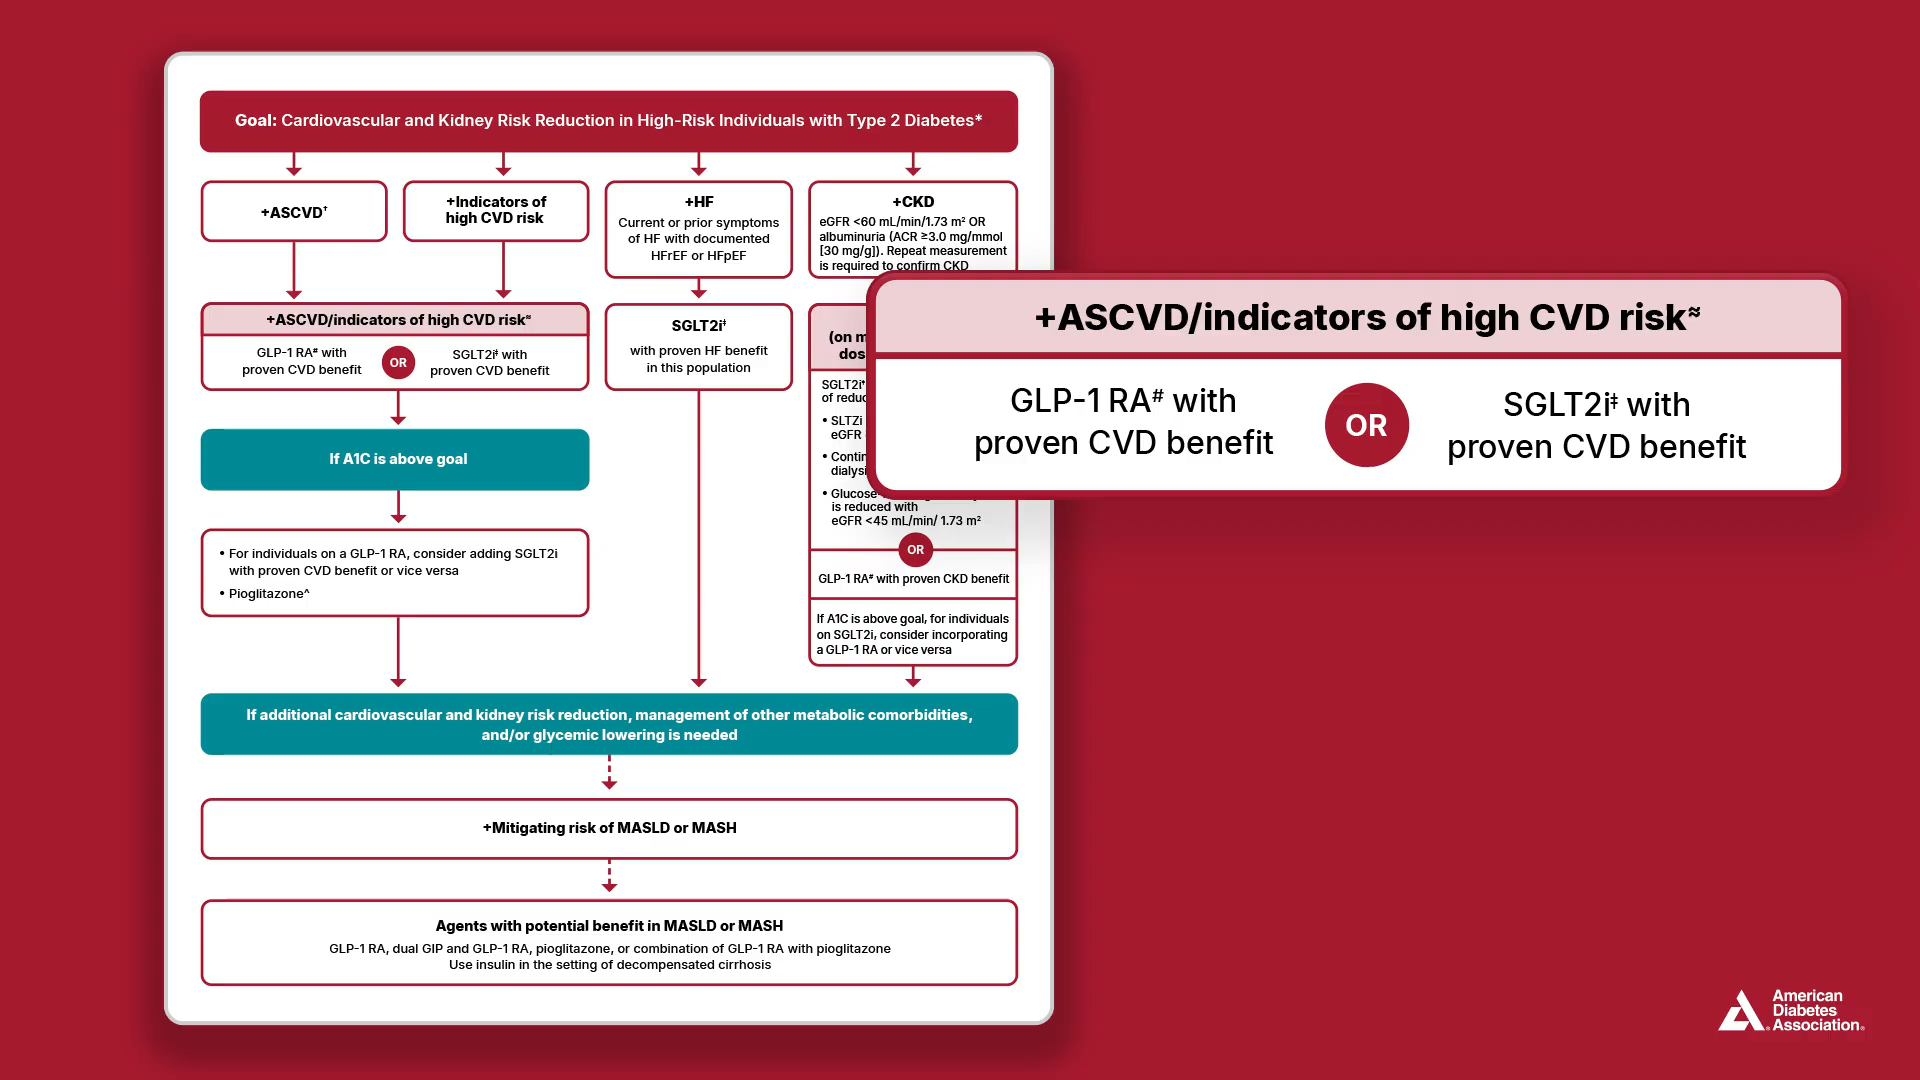 Goal: Cardiovascular and Kidney Risk Reduction in High-Risk Individuals with Type 2 Diabetes*
+ASCVD†
+Indicators of
high CVD risk
+HF
Current or prior symptoms
of HF with documented
HFrEF or HFpEF
+CKD
eGFR <60 mL/min/1.73 m² OR
albuminuria (ACR ≥3.0 mg/mmol
[30 mg/g]). Repeat measurement
is required to confirm CKD
+ASCVD/indicators of high CVD risk≈
GLP-1 RA# with
proven CVD benefit
OR
SGLT2i‡ with
proven CVD benefit
SGLT2i‡
with proven HF benefit
in this population
(on
SGLT2i‡
of
• SLTZi
eGFR
•
• 
is reduced with
eGFR <45 mL/min/ 1.73 m²
OR
GLP-1 RA# with proven CKD benefit
If A1C is above goal, for individuals
on SGLT2i, consider incorporating
a GLP-1 RA or vice versa
If A1C is above goal
• For individuals on a GLP-1 RA, consider adding SGLT2i
with proven CVD benefit or vice versa
• Pioglitazone^
If additional cardiovascular and kidney risk reduction, management of other metabolic comorbidities,
and/or glycemic lowering is needed
+Mitigating risk of MASLD or MASH
Agents with potential benefit in MASLD or MASH
GLP-1 RA, dual GIP and GLP-1 RA, pioglitazone, or combination of GLP-1 RA with pioglitazone
Use insulin in the setting of decompensated cirrhosis
+ASCVD/indicators of high CVD risk≈
GLP-1 RA# with
proven CVD benefit
OR
SGLT2i‡ with
proven CVD benefit
American
Diabetes
Association®